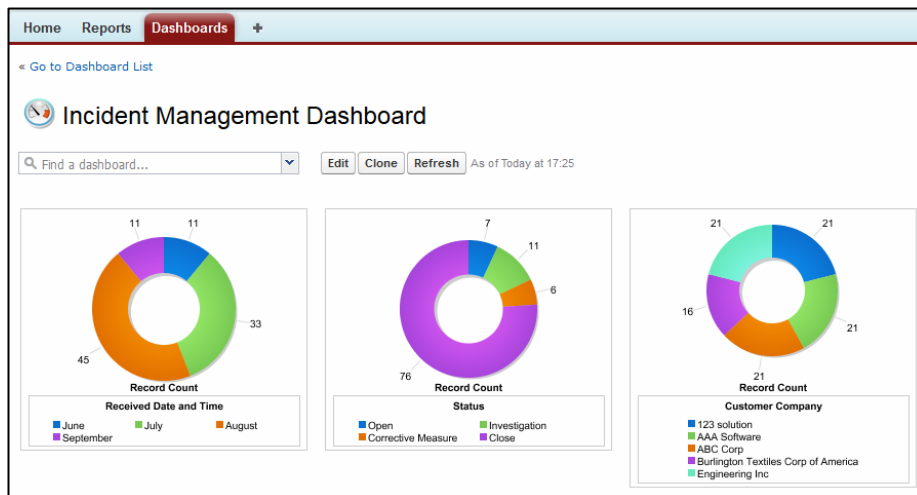 Home Reports Dashboards +
« Go to Dashboard List
Incident Management Dashboard
Find a dashboard... Edit Clone Refresh As of Today at 17:25
11 11
33
45
Record Count
Received Date and Time
June July August
September
7
11
6
76
Record Count
Status
Open Investigation
Corrective Measure Close
21 21
16 21
21
Record Count
Customer Company
123 solution
AAA Software
ABC Corp
Burlington Textiles Corp of America
Engineering Inc